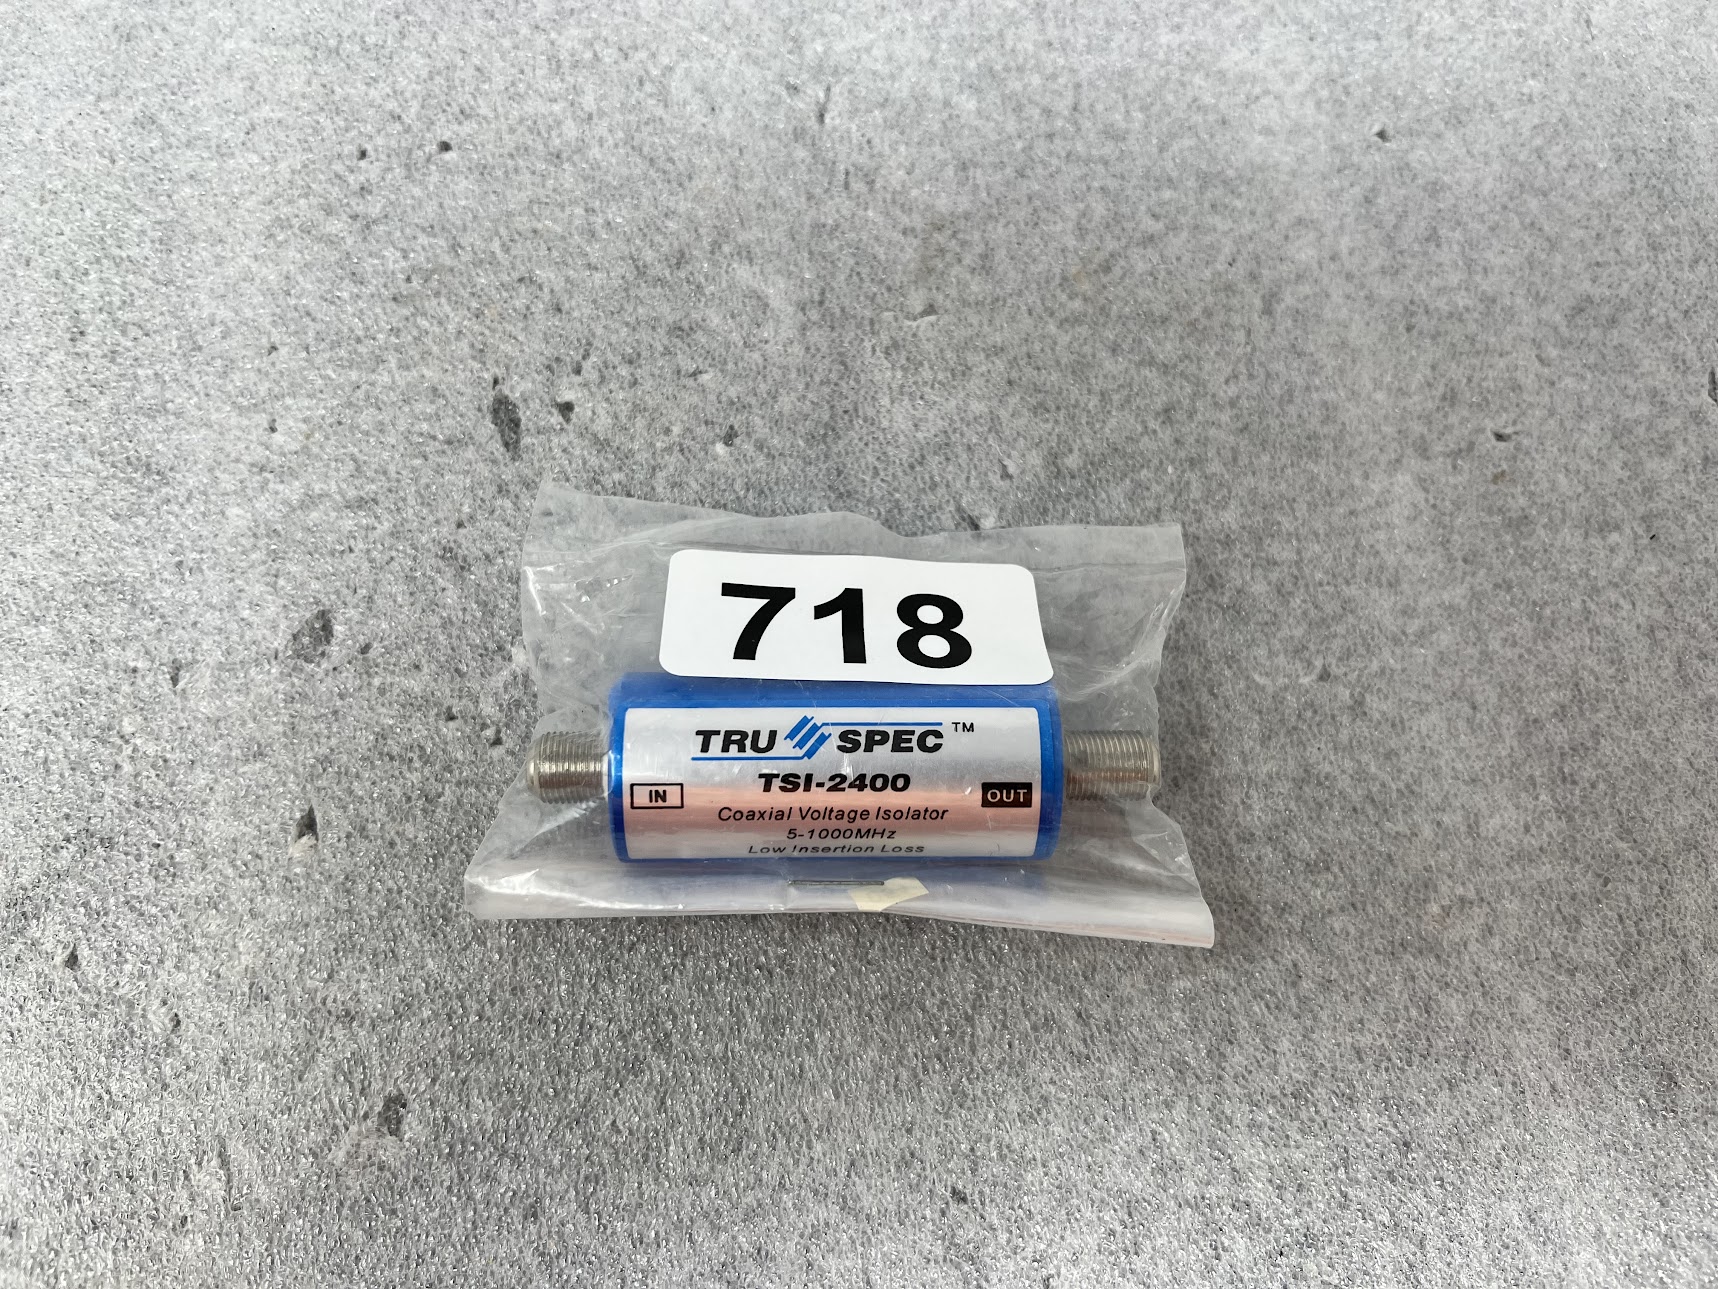 718
TRU SPEC™
TSI-2400
IN
OUT
Coaxial Voltage Isolator
5-1000MHz
Low Insertion Loss